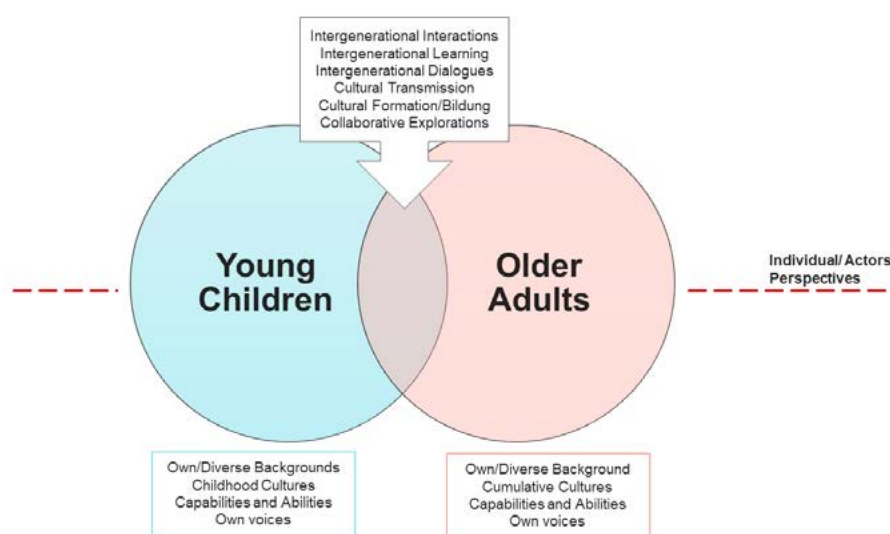 Intergenerational Interactions
Intergenerational Learning
Intergenerational Dialogues
Cultural Transmission
Cultural Formation/Bildung
Collaborative Explorations
Young
Children
Older
Adults
Individual/Actors
Perspectives
Own/Diverse Backgrounds
Childhood Cultures
Capabilities and Abilities
Own voices
Own/Diverse Background
Cumulative Cultures
Capabilities and Abilities
Own voices